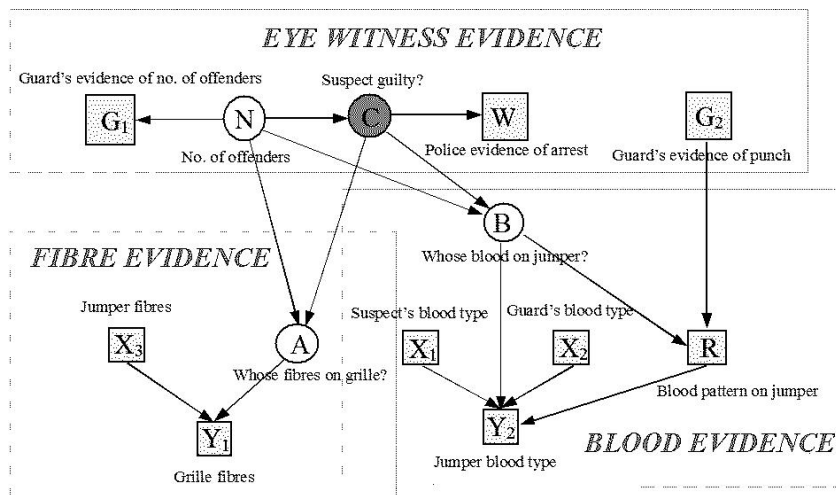 EYE WITNESS EVIDENCE
Guard's evidence of no. of offenders
Suspect guilty?
G1
N
C
W
G2
No. of offenders
Police evidence of arrest
Guard's evidence of punch
B
FIBRE EVIDENCE
Whose blood on jumper?
Jumper fibres
Suspect's blood type
Guard's blood type
X3
A
X1
X2
R
Whose fibres on grille?
Blood pattern on jumper
Y1
Y2
BLOOD EVIDENCE
Grille fibres
Jumper blood type